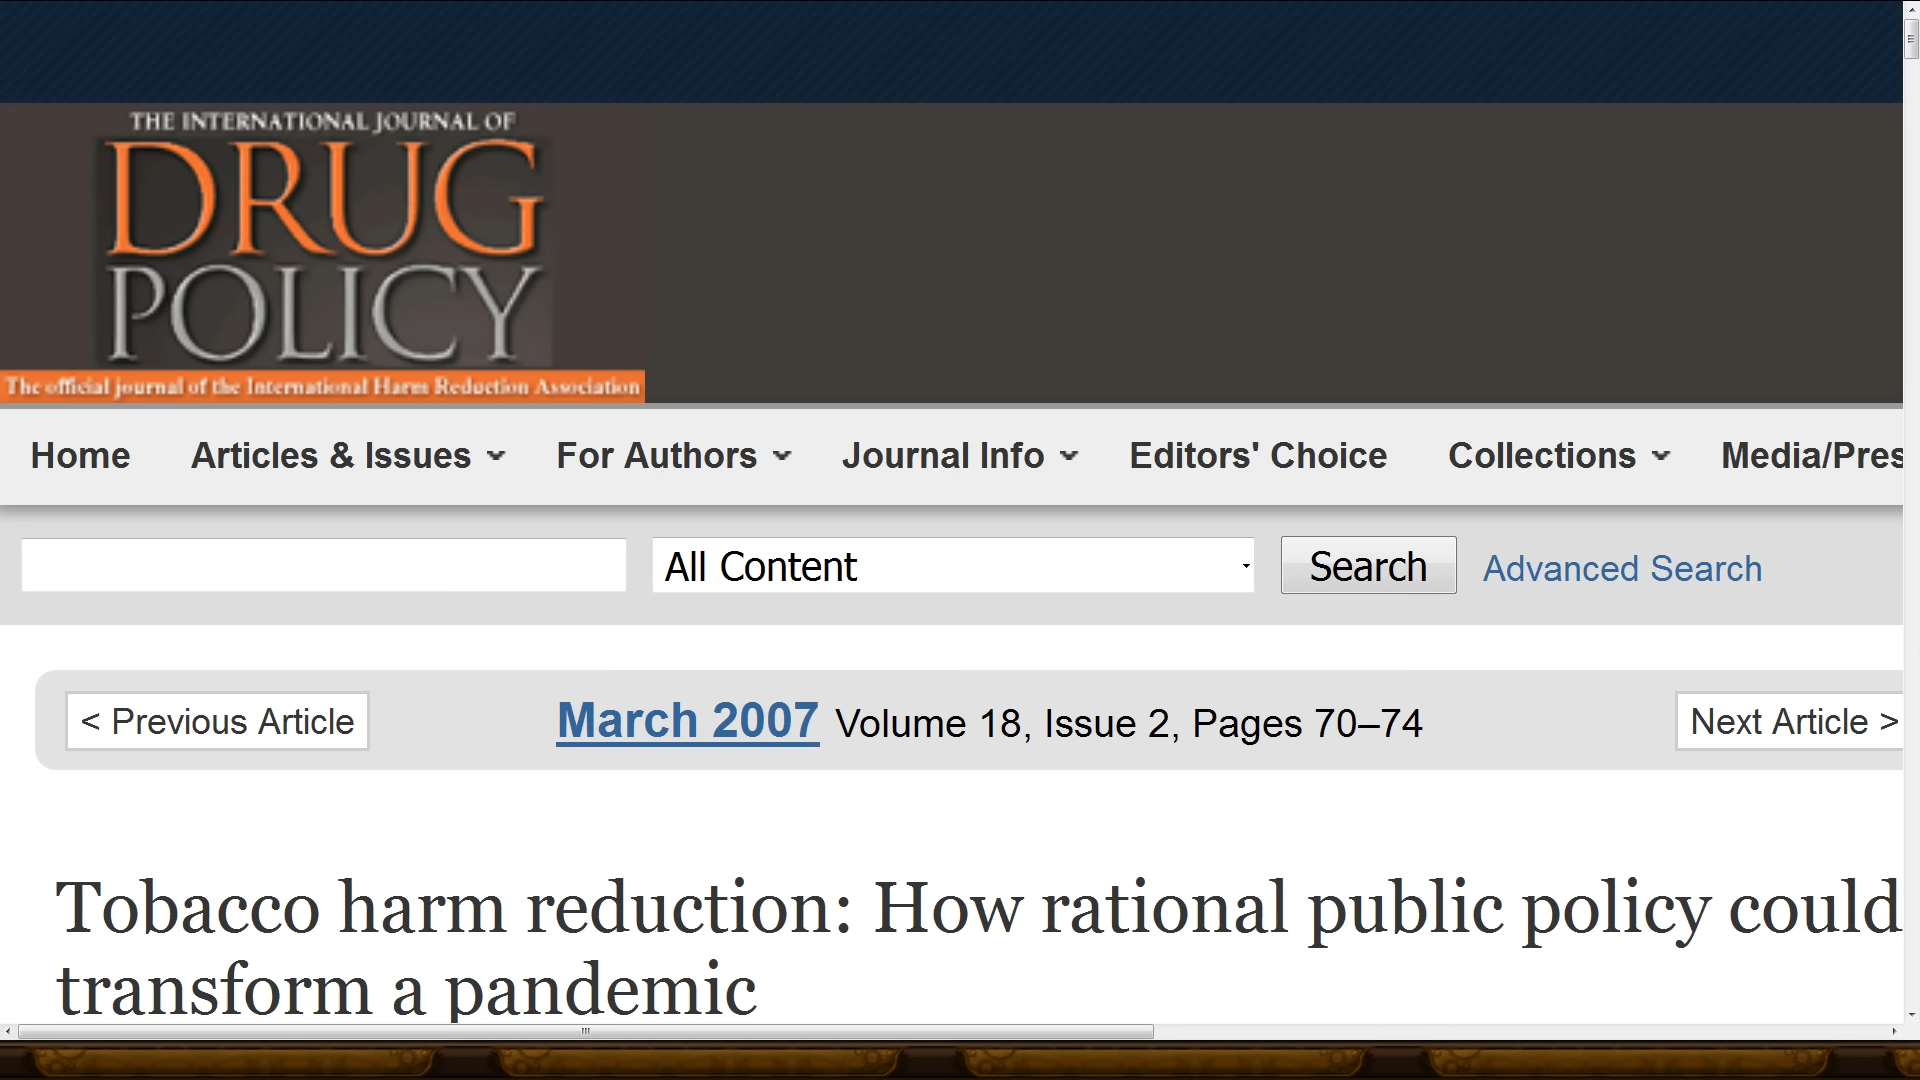 THE INTERNATIONAL JOURNAL OF
DRUG
POLICY
The official journal of the International Harm Reduction Association
Home Articles & Issues For Authors Journal Info Editors' Choice Collections Media/Pres
All Content Search Advanced Search
< Previous Article March 2007 Volume 18, Issue 2, Pages 70–74 Next Article >
Tobacco harm reduction: How rational public policy could
transform a pandemic